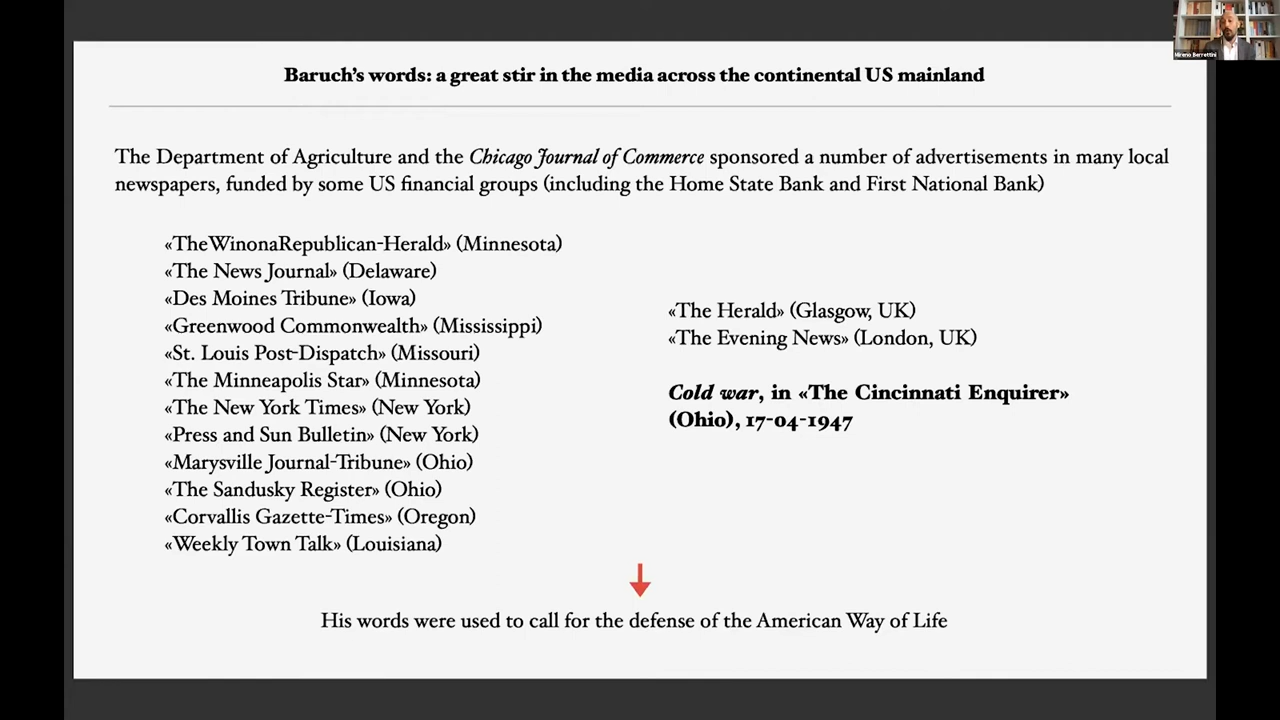 Mireno Berrettini
Baruch's words: a great stir in the media across the continental US mainland
The Department of Agriculture and the Chicago Journal of Commerce sponsored a number of advertisements in many local
newspapers, funded by some US financial groups (including the Home State Bank and First National Bank)
«TheWinonaRepublican-Herald» (Minnesota)
«The News Journal» (Delaware)
«Des Moines Tribune» (Iowa)
«Greenwood Commonwealth» (Mississippi)
«St. Louis Post-Dispatch» (Missouri)
«The Minneapolis Star» (Minnesota)
«The New York Times» (New York)
«Press and Sun Bulletin» (New York)
«Marysville Journal-Tribune» (Ohio)
«The Sandusky Register» (Ohio)
«Corvallis Gazette-Times» (Oregon)
«Weekly Town Talk» (Louisiana)
«The Herald» (Glasgow, UK)
«The Evening News» (London, UK)
Cold war, in «The Cincinnati Enquirer»
(Ohio), 17-04-1947
His words were used to call for the defense of the American Way of Life